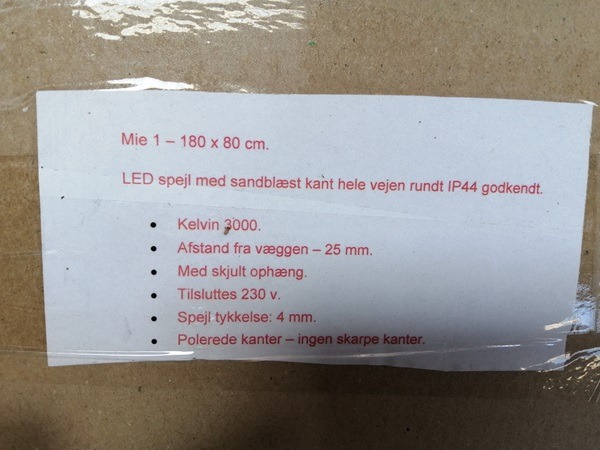 Mie 1 – 180 x 80 cm.
LED spejl med sandblæst kant hele vejen rundt IP44 godkendt.
• Kelvin 3000.
• Afstand fra væggen – 25 mm.
• Med skjult ophæng.
• Tilsluttes 230 v.
• Spejl tykkelse: 4 mm.
• Polerede kanter – ingen skarpe kanter.